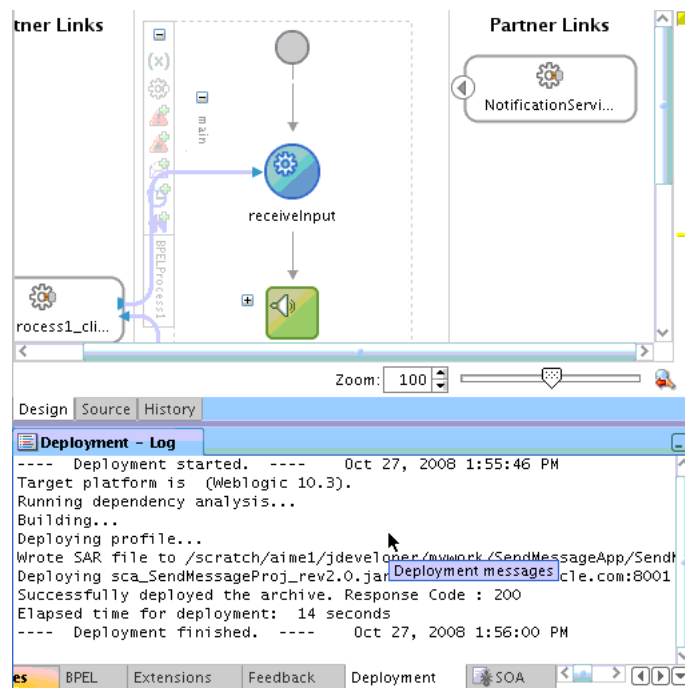 tner Links
Partner Links
(x)
main
NotificationServi...
receiveInput
BPELProcess1
rocess1_cli...
Zoom: 100
Design Source History
Deployment - Log
---- Deployment started. ---- Oct 27, 2008 1:55:46 PM
Target platform is (Weblogic 10.3).
Running dependency analysis...
Building...
Deploying profile...
Wrote SAR file to /scratch/aime1/jdeveloper/mywork/SendMessageApp/Send
Deploying sca_SendMessageProj_rev2.0.jar cle.com:8001
Deployment messages
Successfully deployed the archive. Response Code : 200
Elapsed time for deployment: 14 seconds
---- Deployment finished. ---- Oct 27, 2008 1:56:00 PM
es BPEL Extensions Feedback Deployment SOA